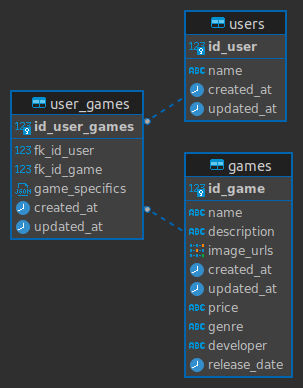 users
123 id_user
ABC name
created_at
updated_at
user_games
123 id_user_games
123 fk_id_user
123 fk_id_game
JSON game_specifics
created_at
updated_at
games
123 id_game
ABC name
ABC description
image_urls
created_at
updated_at
ABC price
ABC genre
ABC developer
release_date